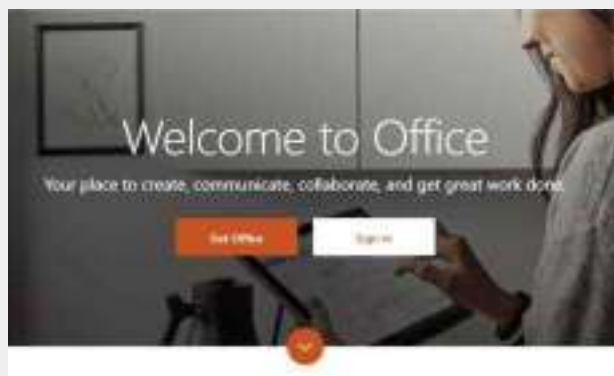 Welcome to Office
Your place to create, communicate, collaborate, and get great work done.
Get Office
Sign in